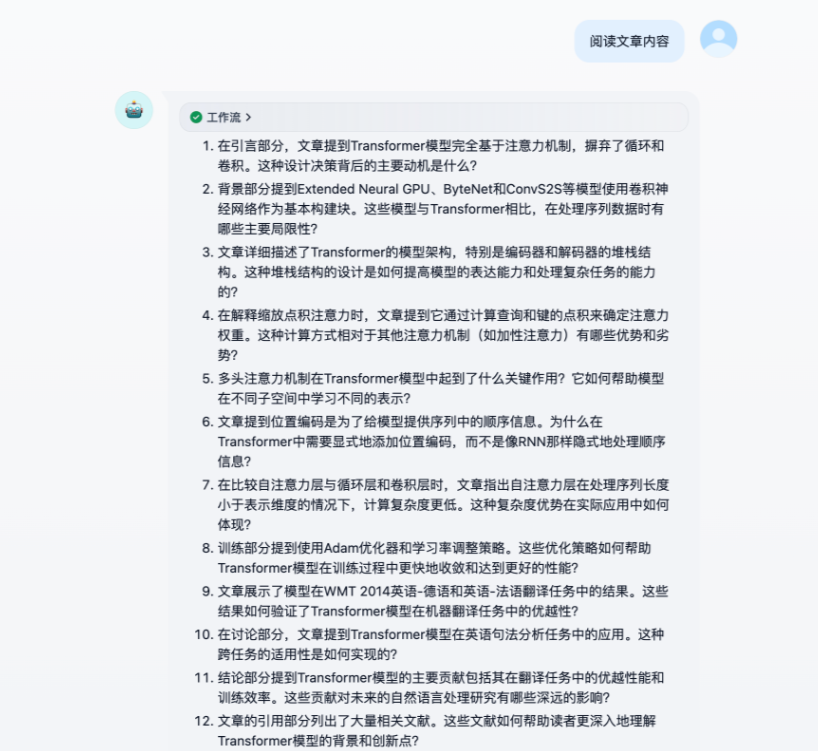 阅读文章内容
工作流 >
1. 在引言部分，文章提到Transformer模型完全基于注意力机制，摒弃了循环和
卷积。这种设计决策背后的主要动机是什么？
2. 背景部分提到Extended Neural GPU、ByteNet和ConvS2S等模型使用卷积神
经网络作为基本构建块。这些模型与Transformer相比，在处理序列数据时有
哪些主要局限性？
3. 文章详细描述了Transformer的模型架构，特别是编码器和解码器的堆栈结
构。这种堆栈结构的设计是如何提高模型的表达能力和处理复杂任务的能力
的？
4. 在解释缩放点积注意力时，文章提到它通过计算查询和键的点积来确定注意力
权重。这种计算方式相对于其他注意力机制（如加性注意力）有哪些优势和劣
势？
5. 多头注意力机制在Transformer模型中起到了什么关键作用？它如何帮助模型
在不同子空间中学习不同的表示？
6. 文章提到位置编码是为了给模型提供序列中的顺序信息。为什么在
Transformer中需要显式地添加位置编码，而不是像RNN那样隐式地处理顺序
信息？
7. 在比较自注意力层与循环层和卷积层时，文章指出自注意力层在处理序列长度
小于表示维度的情况下，计算复杂度更低。这种复杂度优势在实际应用中如何
体现？
8. 训练部分提到使用Adam优化器和学习率调整策略。这些优化策略如何帮助
Transformer模型在训练过程中更快地收敛和达到更好的性能？
9. 文章展示了模型在WMT 2014英语-德语和英语-法语翻译任务中的结果。这些
结果如何验证了Transformer模型在机器翻译任务中的优越性？
10. 在讨论部分，文章提到Transformer模型在英语句法分析任务中的应用。这种
跨任务的适用性是如何实现的？
11. 结论部分提到Transformer模型的主要贡献包括其在翻译任务中的优越性能和
训练效率。这些贡献对未来的自然语言处理研究有哪些深远的影响？
12. 文章的引用部分列出了大量相关文献。这些文献如何帮助读者更深入地理解
Transformer模型的背景和创新点？